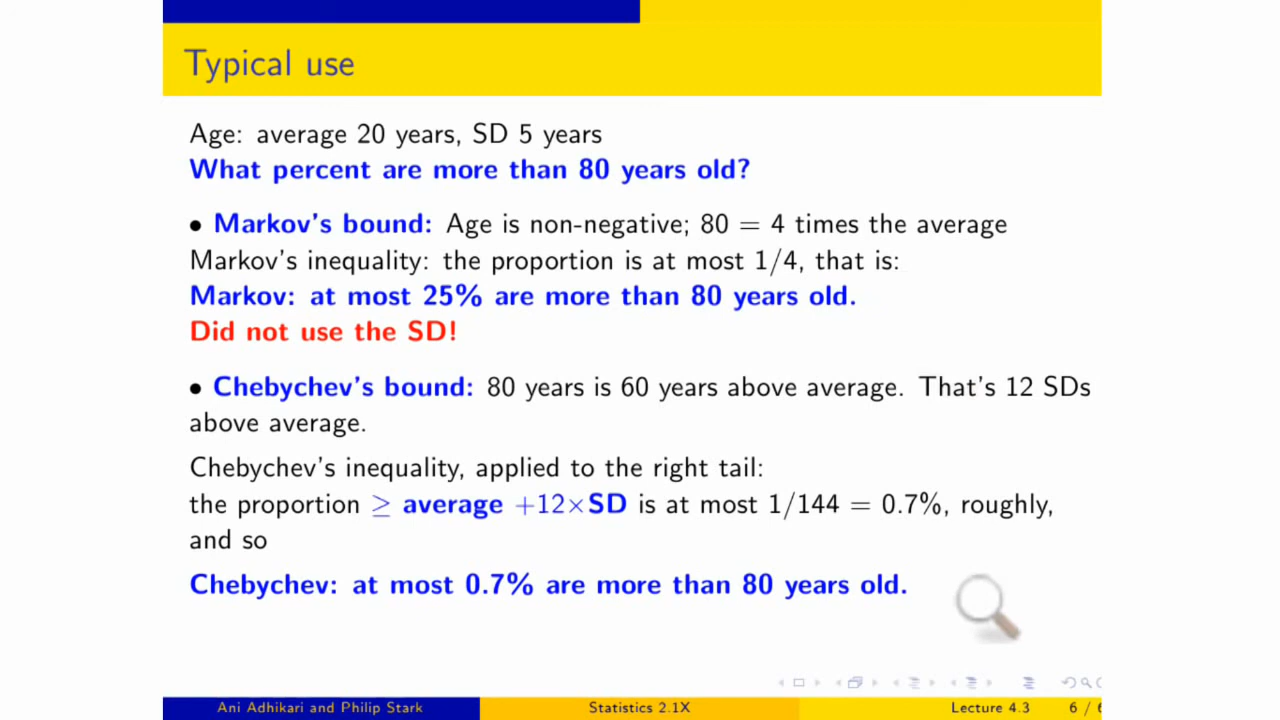 Typical use
Age: average 20 years, SD 5 years
What percent are more than 80 years old?
• Markov's bound: Age is non-negative; 80 = 4 times the average
Markov's inequality: the proportion is at most 1/4, that is:
Markov: at most 25% are more than 80 years old.
Did not use the SD!
• Chebychev's bound: 80 years is 60 years above average. That's 12 SDs
above average.
Chebychev's inequality, applied to the right tail:
the proportion ≥ average +12×SD is at most 1/144 = 0.7%, roughly,
and so
Chebychev: at most 0.7% are more than 80 years old.
Ani Adhikari and Philip Stark Statistics 2.1X Lecture 4.3 6 /